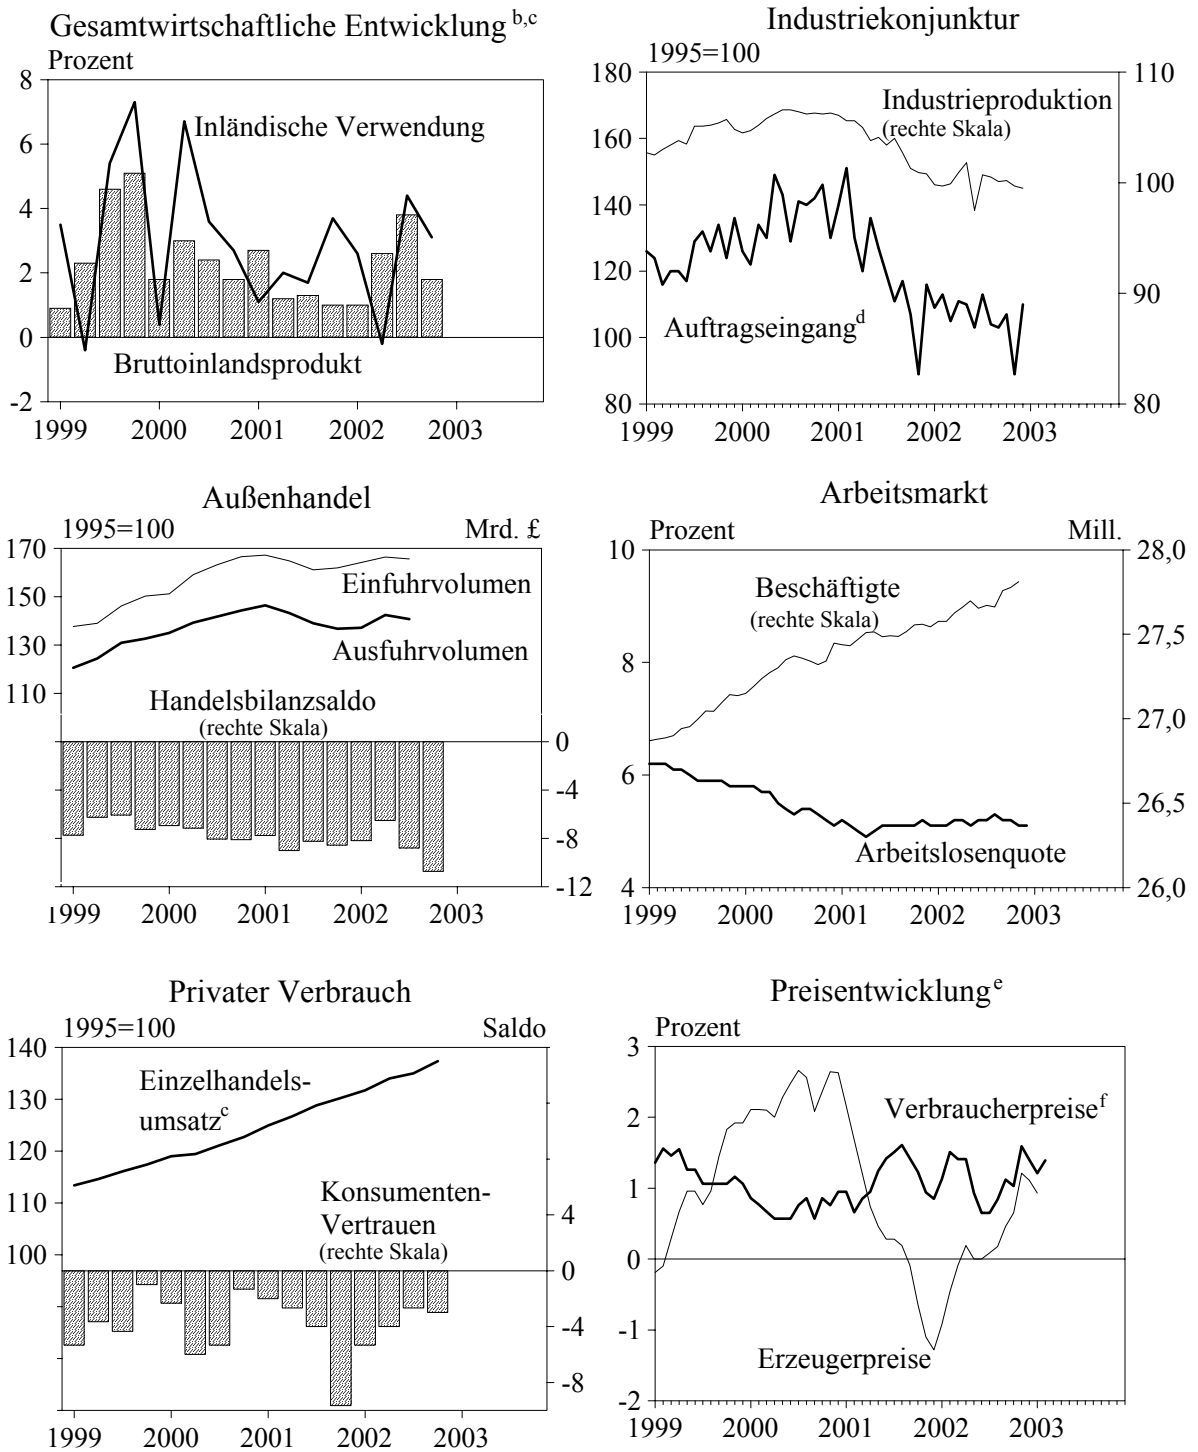 Gesamtwirtschaftliche Entwicklung b,c
Prozent
8
6
4
2
0
-2
Inländische Verwendung
Bruttoinlandsprodukt
1999 2000 2001 2002 2003
Industriekonjunktur
1995=100
180
160
140
120
100
80
110
100
90
80
Industrieproduktion
(rechte Skala)
Auftragseingang d
1999 2000 2001 2002 2003
Außenhandel
1995=100 Mrd. £
170
150
130
110
0
-4
-8
-12
Einfuhrvolumen
Ausfuhrvolumen
Handelsbilanzsaldo
(rechte Skala)
1999 2000 2001 2002 2003
Arbeitsmarkt
Prozent Mill.
10
8
6
4
28,0
27,5
27,0
26,5
26,0
Beschäftigte
(rechte Skala)
Arbeitslosenquote
1999 2000 2001 2002 2003
Privater Verbrauch
1995=100 Saldo
140
130
120
110
100
4
0
-4
-8
Einzelhandels-
umsatz c
Konsumenten-
Vertrauen
(rechte Skala)
1999 2000 2001 2002 2003
Preisentwicklung e
Prozent
3
2
1
0
-1
-2
Verbraucherpreise f
Erzeugerpreise
1999 2000 2001 2002 2003